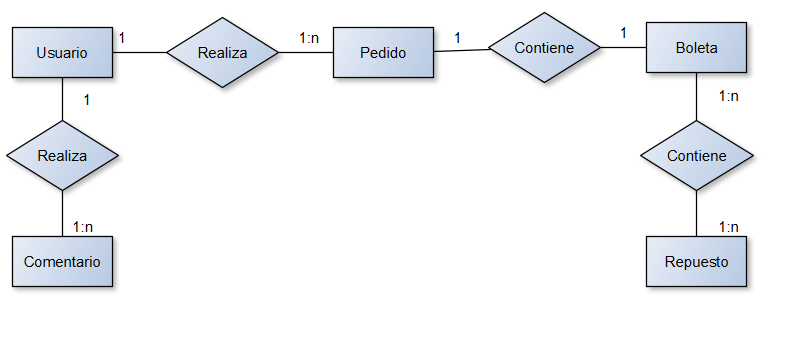 Usuario
1
Realiza
1:n
Pedido
1
Contiene
1
Boleta
1
1:n
Realiza
Contiene
1:n
1:n
Comentario
Repuesto